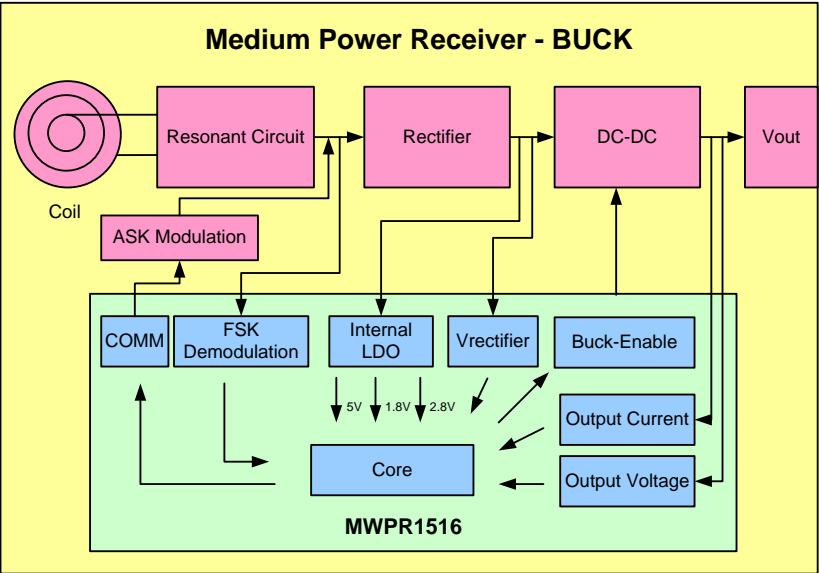 Medium Power Receiver - BUCK
Resonant Circuit
Rectifier
DC-DC
Vout
Coil
ASK Modulation
COMM
FSK
Demodulation
Internal
LDO
Vrectifier
Buck-Enable
5V
1.8V
2.8V
Output Current
Core
Output Voltage
MWPR1516